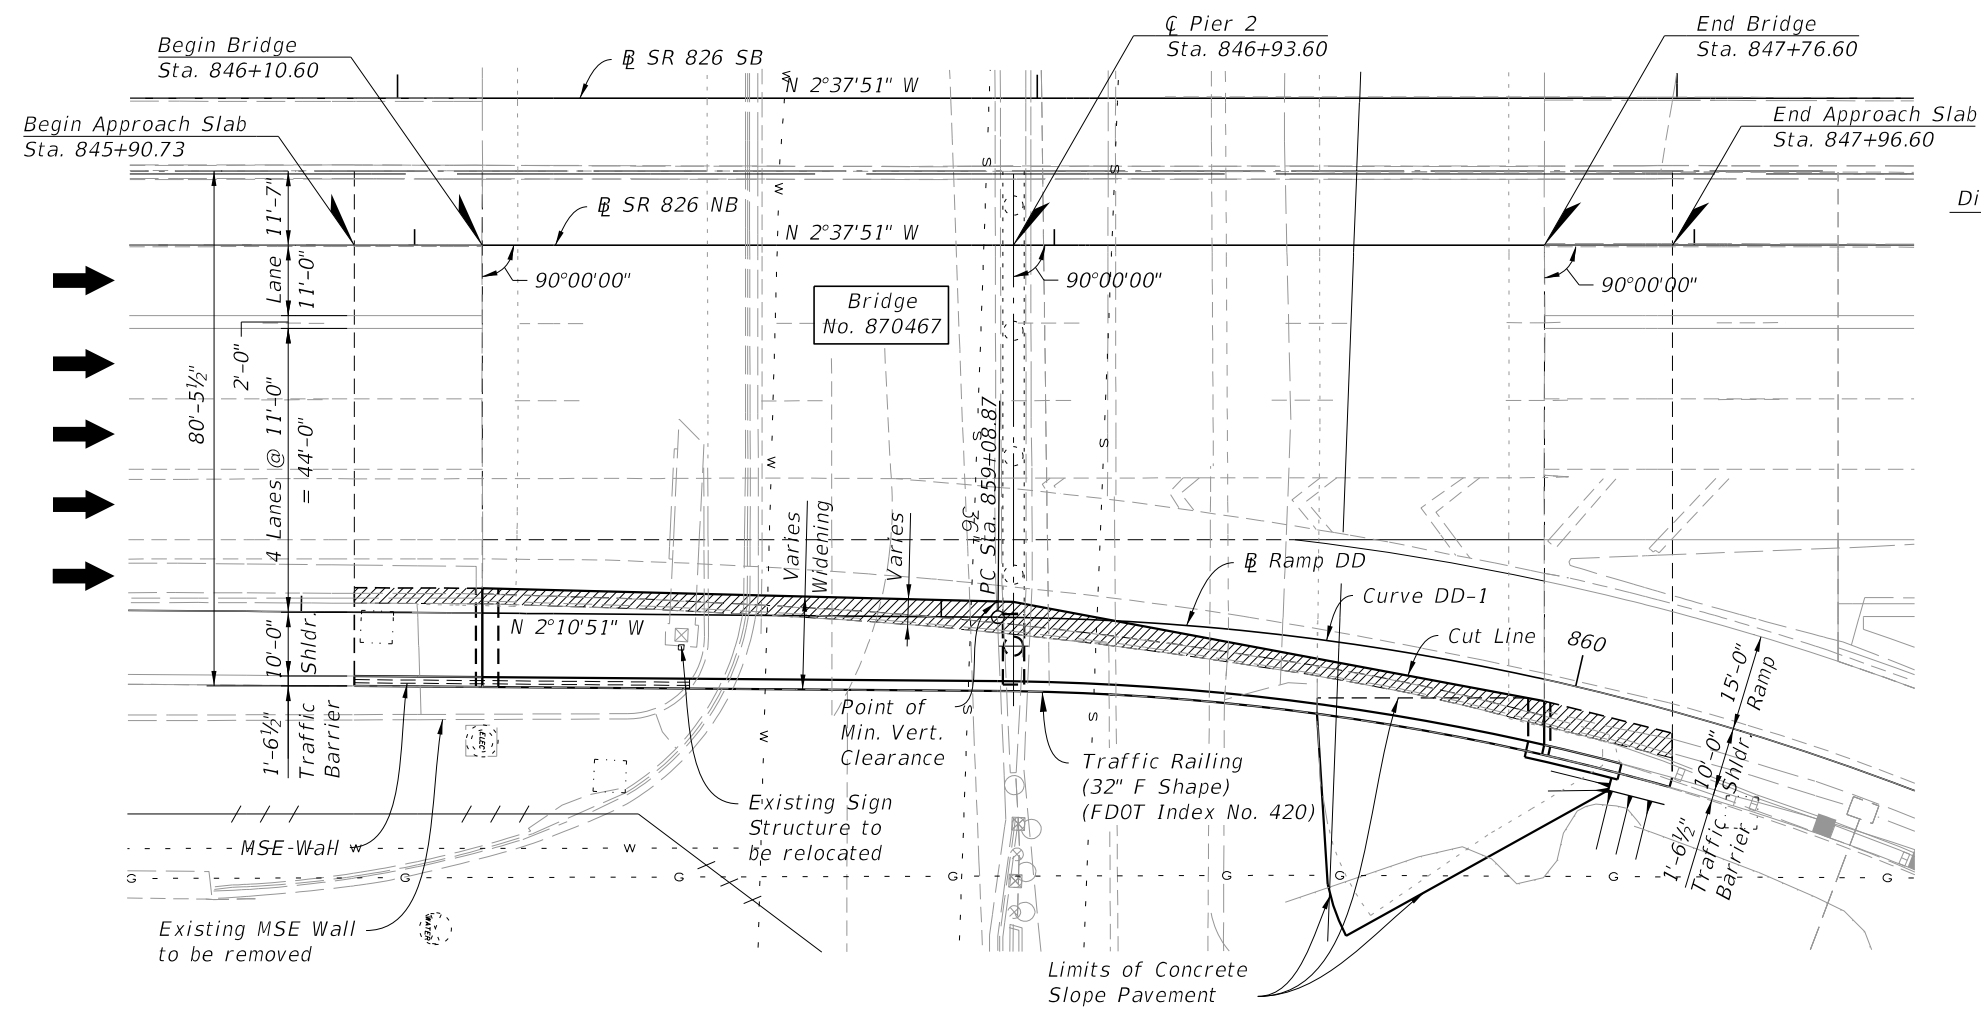 Begin Bridge
Sta. 846+10.60
℄ Pier 2
Sta. 846+93.60
End Bridge
Sta. 847+76.60
BL SR 826 SB
N 2°37'51" W
Begin Approach Slab
Sta. 845+90.73
End Approach Slab
Sta. 847+96.60
Di
BL SR 826 NB
N 2°37'51" W
90°00'00"
90°00'00"
90°00'00"
Bridge
No. 870467
11'-7"
Lane
11'-0"
2'-0"
80'-5½"
4 Lanes @ 11'-0"
= 44'-0"
10'-0"
Shldr.
1'-6½"
Traffic
Barrier
PC Sta. 859+08.87
Varies
Widening
Varies
N 2°10'51" W
BL Ramp DD
Curve DD-1
Cut Line
860
15'-0"
Ramp
10'-0"
Shldr.
1'-6½"
Traffic
Barrier
Point of
Min. Vert.
Clearance
Traffic Railing
(32" F Shape)
(FDOT Index No. 420)
Existing Sign
Structure to
be relocated
MSE Wall
ELEC
WATER
Existing MSE Wall
to be removed
Limits of Concrete
Slope Pavement
W
W
W
W
W
W
S
S
S
S
S
S
G
G
G
G
G
G
G
G